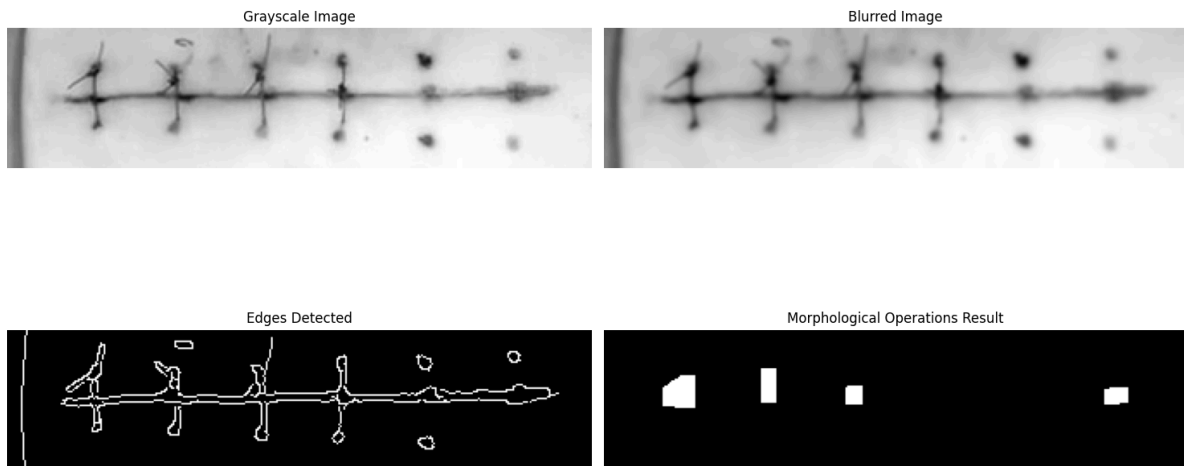 Grayscale Image
Blurred Image
Edges Detected
Morphological Operations Result